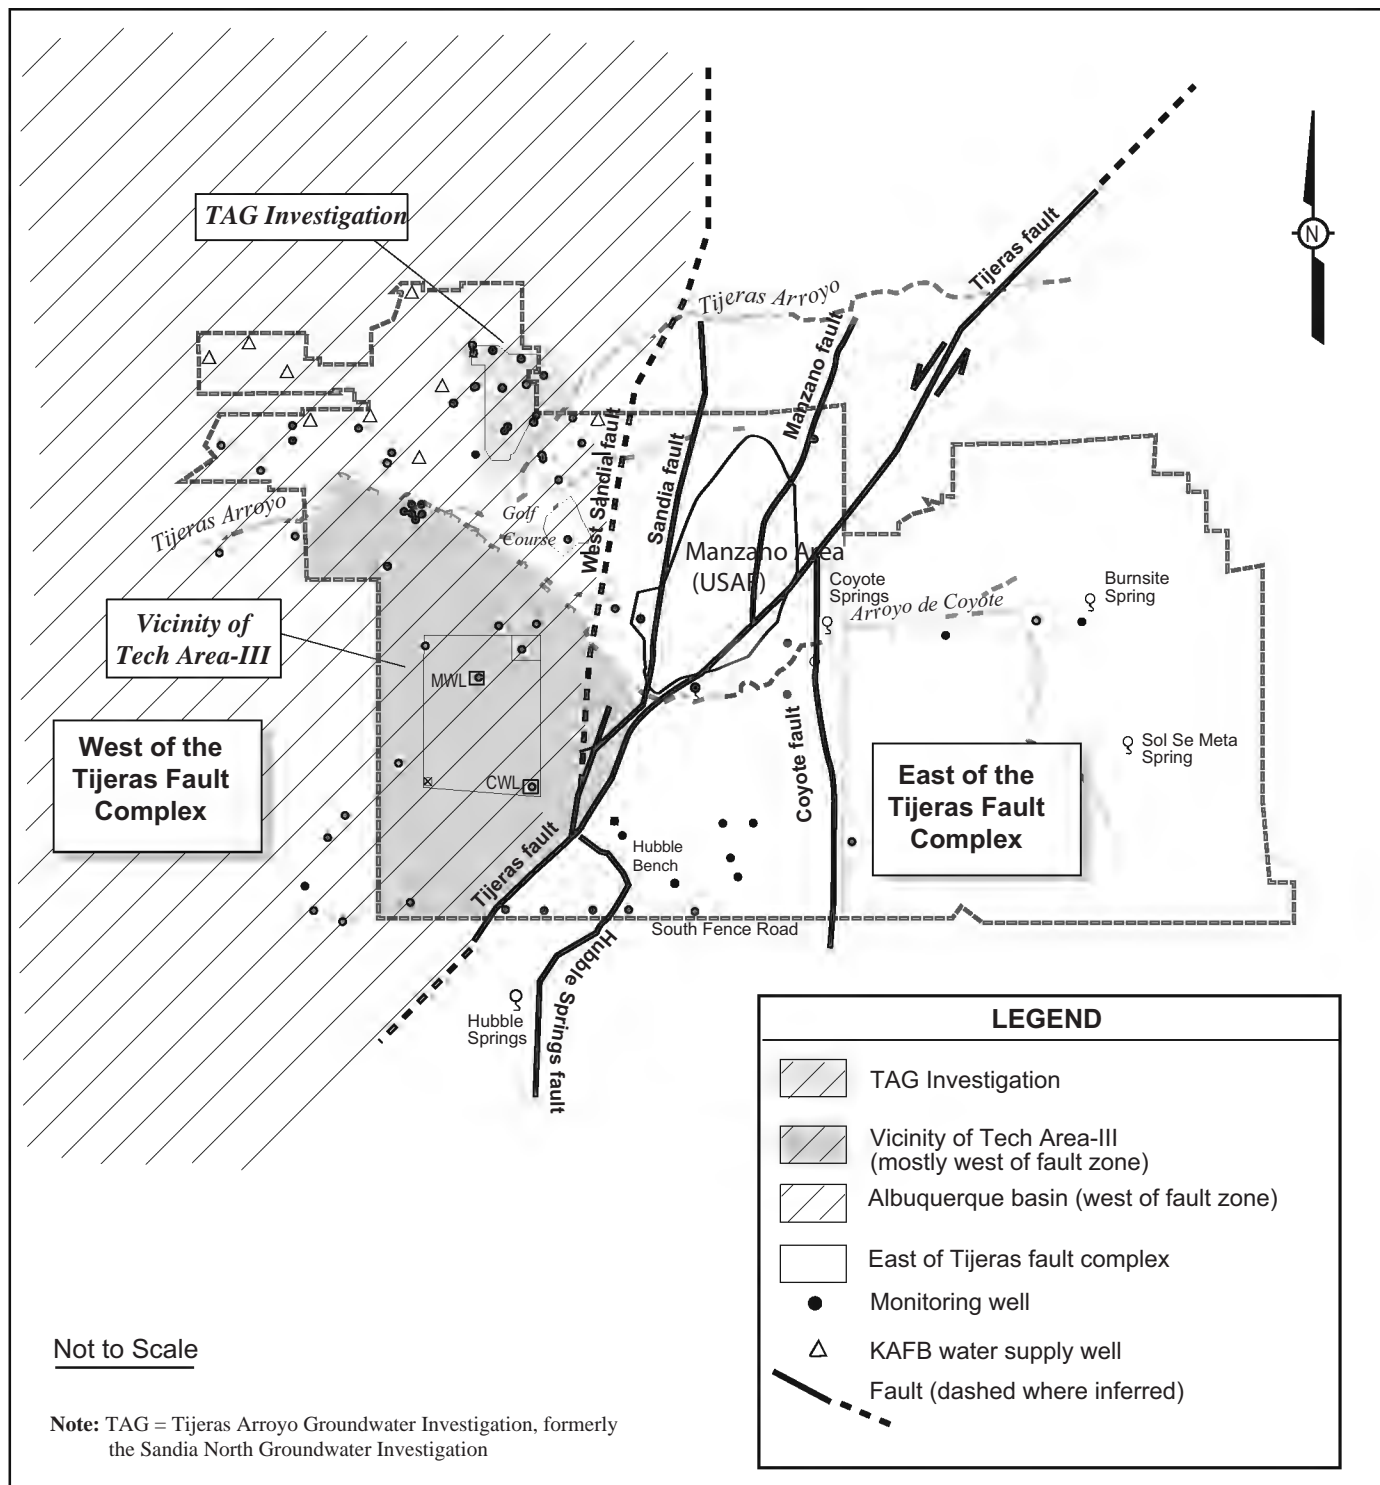 N
TAG Investigation
Tijeras fault
Tijeras Arroyo
Manzano fault
West Sandia fault
Sandia fault
Tijeras Arroyo
Golf
Course
Manzano Area
(USAF)
Coyote
Springs
Arroyo de Coyote
Burnsite
Spring
Vicinity of
Tech Area-III
MWL
CWL
West of the
Tijeras Fault
Complex
Coyote fault
East of the
Tijeras Fault
Complex
Sol Se Meta
Spring
Tijeras fault
Hubble
Bench
South Fence Road
Hubble Springs fault
Hubble
Springs
LEGEND
TAG Investigation
Vicinity of Tech Area-III
(mostly west of fault zone)
Albuquerque basin (west of fault zone)
East of Tijeras fault complex
Monitoring well
KAFB water supply well
Fault (dashed where inferred)
Not to Scale
Note: TAG = Tijeras Arroyo Groundwater Investigation, formerly
the Sandia North Groundwater Investigation